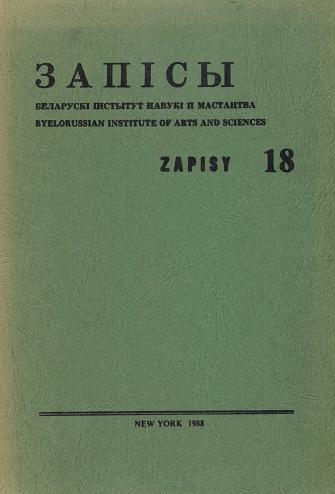 ЗАПІСЫ
БЕЛАРУСКІ ІНСТЫТУТ НАВУКІ Й МАСТАЦТВА
BYELORUSSIAN INSTITUTE OF ARTS AND SCIENCES
ZAPISY 18
NEW YORK 1988